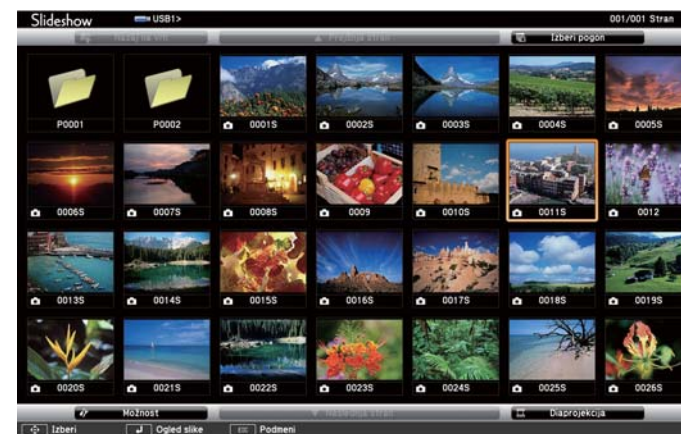 Slideshow USB1> 001/001 Stran
Nazaj na vrh Prejšnja stran Izberi pogon
P0001 P0002 0001S 0002S 0003S 0004S 0005S
0006S 0007S 0008S 0009 0010S 0011S 0012
0013S 0014S 0015S 0016S 0017S 0018S 0019S
0020S 0021S 0022S 0023S 0024S 0025S 0026S
Možnost Naslednja stran Diaprojekcija
Izberi Ogled slike Esc Podmeni